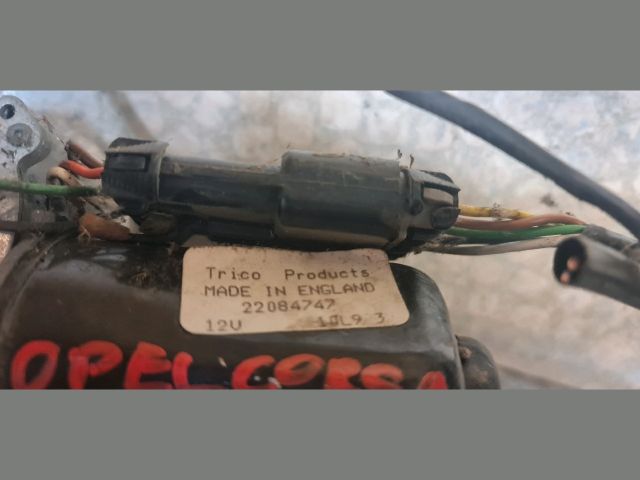 Trico Products
MADE IN ENGLAND
22084747
12V
OPEL CORSA